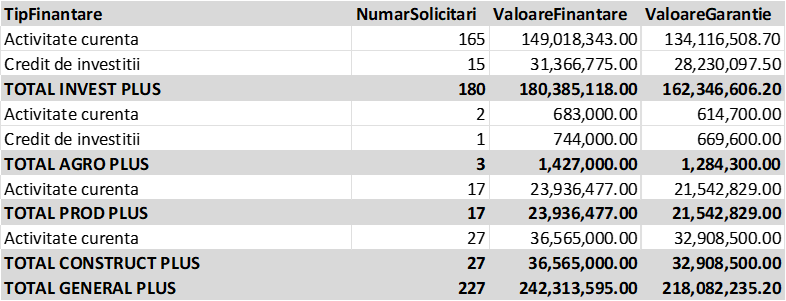 TipFinantare NumarSolicitari ValoareFinantare ValoareGarantie
Activitate curenta 165 149,018,343.00 134,116,508.70
Credit de investitii 15 31,366,775.00 28,230,097.50
TOTAL INVEST PLUS 180 180,385,118.00 162,346,606.20
Activitate curenta 2 683,000.00 614,700.00
Credit de investitii 1 744,000.00 669,600.00
TOTAL AGRO PLUS 3 1,427,000.00 1,284,300.00
Activitate curenta 17 23,936,477.00 21,542,829.00
TOTAL PROD PLUS 17 23,936,477.00 21,542,829.00
Activitate curenta 27 36,565,000.00 32,908,500.00
TOTAL CONSTRUCT PLUS 27 36,565,000.00 32,908,500.00
TOTAL GENERAL PLUS 227 242,313,595.00 218,082,235.20